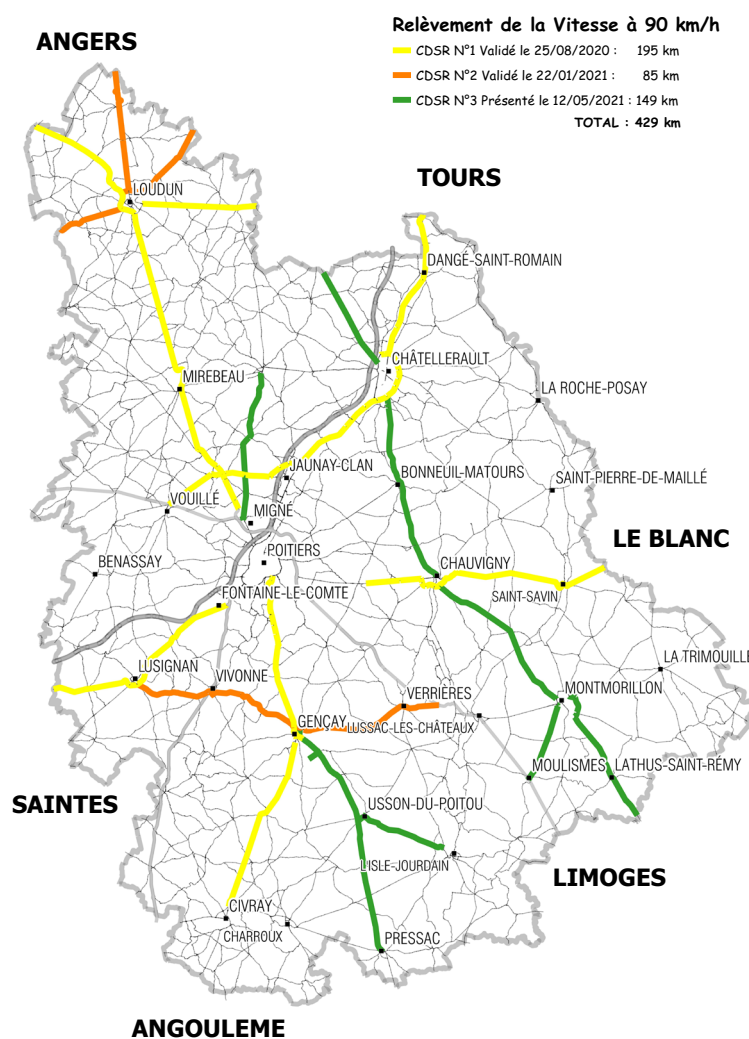 Relèvement de la Vitesse à 90 km/h
CDSR N°1 Validé le 25/08/2020 : 195 km
CDSR N°2 Validé le 22/01/2021 : 85 km
CDSR N°3 Présenté le 12/05/2021 : 149 km
TOTAL : 429 km
ANGERS
TOURS
LOUDUN
DANGÉ-SAINT-ROMAIN
CHÂTELLERAULT
MIREBEAU
LA ROCHE-POSAY
JAUNAY-CLAN
BONNEUIL-MATOURS
SAINT-PIERRE-DE-MAILLÉ
VOUILLÉ
MIGNÉ
LE BLANC
POITIERS
BENASSAY
CHAUVIGNY
SAINT-SAVIN
FONTAINE-LE-COMTE
LA TRIMOUILLE
LUSIGNAN
VIVONNE
MONTMORILLON
VERRIÈRES
GENÇAY
LUSSAC-LES-CHÂTEAUX
MOULISMES
LATHUS-SAINT-RÉMY
SAINTES
USSON-DU-POITOU
LISLE-JOURDAIN
LIMOGES
CIVRAY
CHARROUX
PRESSAC
ANGOULEME